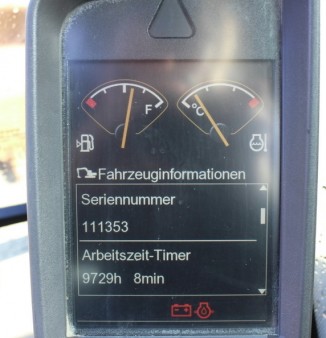 F
°C
Fahrzeuginformationen
Seriennummer
111353
Arbeitszeit-Timer
9729h 8min